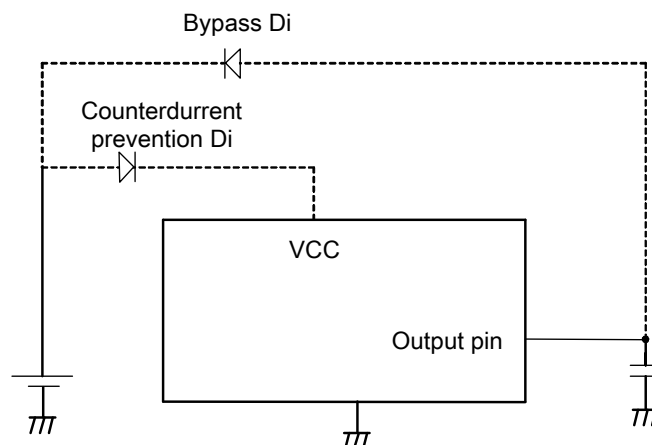 Bypass Di
Counterdurrent
prevention Di
VCC
Output pin